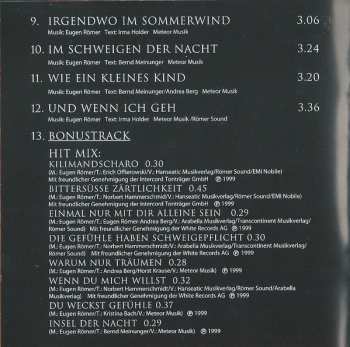 9. IRGENDWO IM SOMMERWIND 3.06
Musik: Eugen Römer Text: Irma Holder Meteor Musik
10. IM SCHWEIGEN DER NACHT 3.24
Musik: Eugen Römer Text: Bernd Meinunger Meteor Musik
11. WIE EIN KLEINES KIND 3.20
Musik: Eugen Römer Text: Bernd Meinunger/Andrea Berg Meteor Musik
12. UND WENN ICH GEH 3.36
Musik: Eugen Römer Text: Irma Holder Meteor Musik /Römer Sound
13. BONUSTRACK
HIT MIX:
KILIMANDSCHARO 0.30
(M.: Eugen Römer/T.: Erich Offierowski/V.: Hanseatic Musikverlag/Römer Sound/EMI Nobile)
Mit freundlicher Genehmigung der Intercord Tonträger GmbH ℗ 1999
BITTERSÜSSE ZÄRTLICHKEIT 0.45
(M.: Eugen Römer/T.: Norbert Hammerschmidt/V.: Hanseatic Musikverlag/Römer Sound/EMI Nobile)
Mit freundlicher Genehmigung der Intercord Tonträger GmbH ℗ 1999
EINMAL NUR MIT DIR ALLEINE SEIN 0.29
(M.: Eugen Römer/T.: Eugen Römer-Andrea Berg/V.: Arabella Musikverlag/Transcontinent Musikverlag/
Römer Sound) Mit freundlicher Genehmigung der White Records AG ℗ 1999
DIE GEFÜHLE HABEN SCHWEIGEPFLICHT 0.30
(M.: Eugen Römer/T.: Norbert Hammerschmidt/V.: Arabella Musikverlag/Transcontinent Musikverlag/
Römer Sound) Mit freundlicher Genehmigung der White Records AG ℗ 1999
WARUM NUR TRÄUMEN 0.28
(M.: Eugen Römer/T.: Andrea Berg/Horst Krause/V.: Meteor Musik) ℗ 1999
WENN DU MICH WILLST 0.32
(M.: Eugen Römer/T.: Norbert Hammerschmidt/V.: Meteor Musik/Römer Sound/Arabella
Musikverlag) Mit freundlicher Genehmigung der White Records AG ℗ 1999
DU WECKST GEFÜHLE 0.37
(M.: Eugen Römer/T.: Kristina Bach/V.: Meteor Musik) ℗ 1999
INSEL DER NACHT 0.29
(M.: Eugen Römer/T.: Bernd Meinunger/V.: Meteor Musik) ℗ 1999